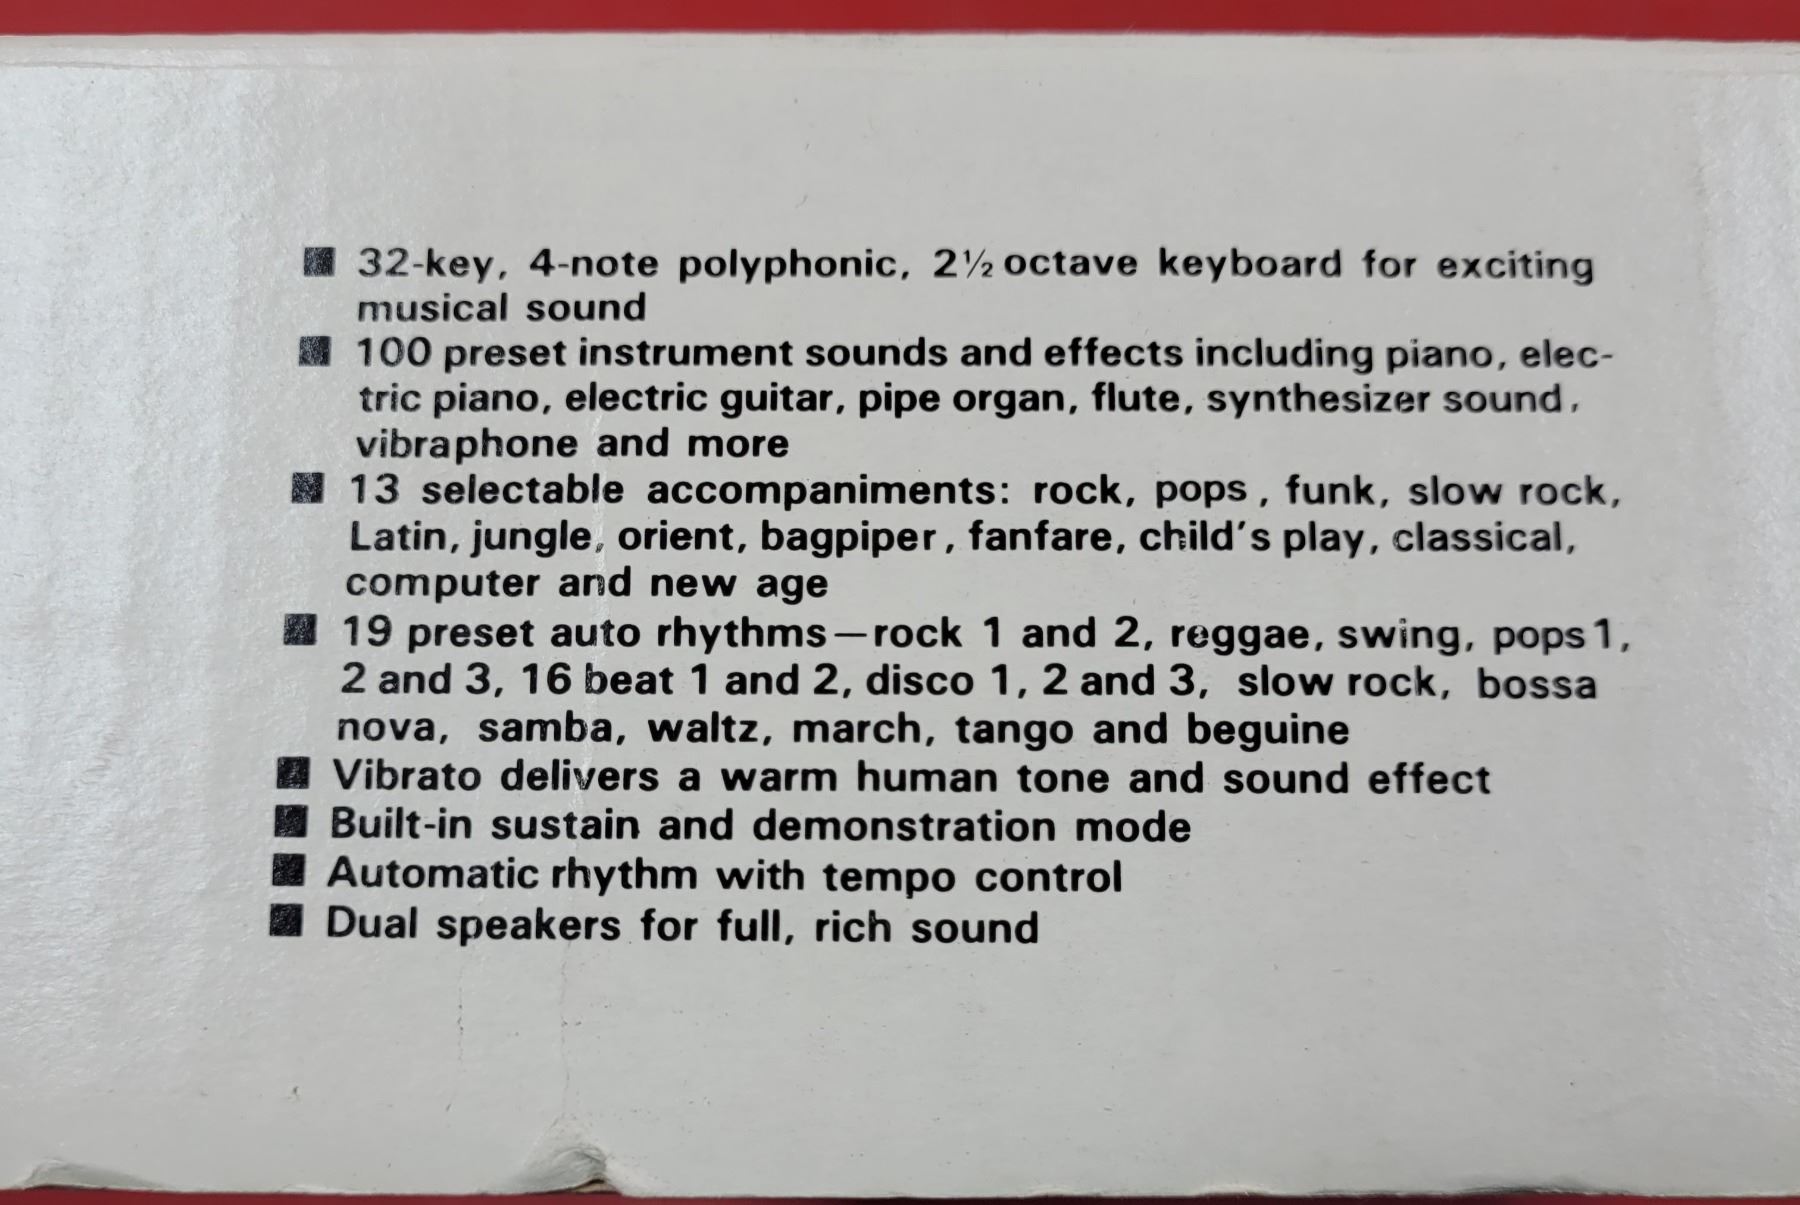 ■ 32-key, 4-note polyphonic, 2½ octave keyboard for exciting
musical sound
■ 100 preset instrument sounds and effects including piano, elec-
tric piano, electric guitar, pipe organ, flute, synthesizer sound,
vibraphone and more
■ 13 selectable accompaniments: rock, pops, funk, slow rock,
Latin, jungle, orient, bagpiper, fanfare, child's play, classical,
computer and new age
■ 19 preset auto rhythms—rock 1 and 2, reggae, swing, pops 1,
2 and 3, 16 beat 1 and 2, disco 1, 2 and 3, slow rock, bossa
nova, samba, waltz, march, tango and beguine
■ Vibrato delivers a warm human tone and sound effect
■ Built-in sustain and demonstration mode
■ Automatic rhythm with tempo control
■ Dual speakers for full, rich sound